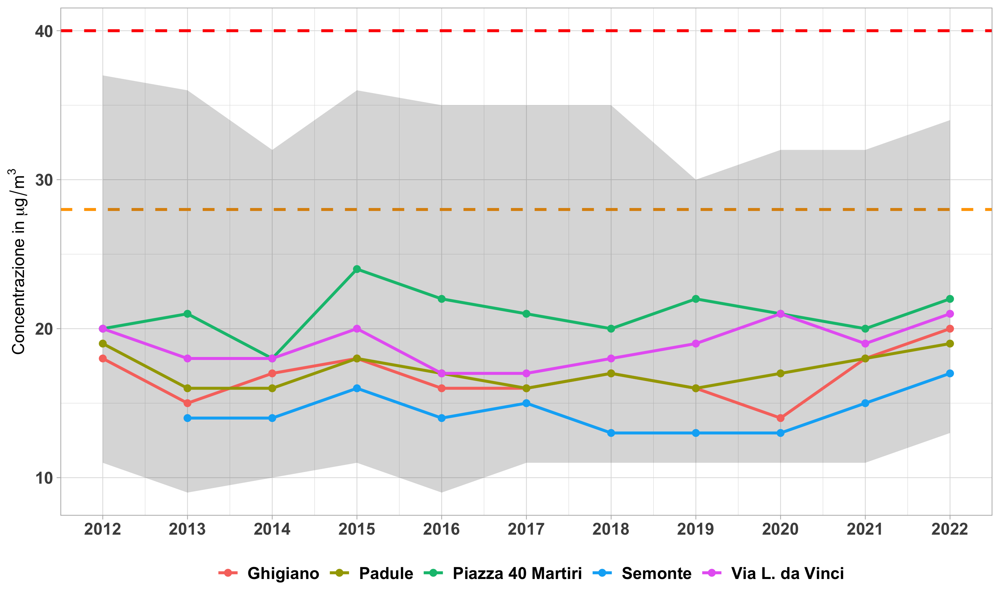 Concentrazione in μg/m³
40
30
20
10
2012 2013 2014 2015 2016 2017 2018 2019 2020 2021 2022
Ghigiano Padule Piazza 40 Martiri Semonte Via L. da Vinci